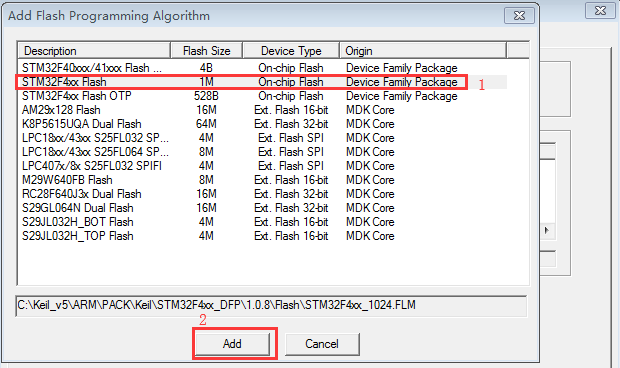 Add Flash Programming Algorithm
Description Flash Size Device Type Origin
STM32F40xxx/41xxx Flash ... 4B On-chip Flash Device Family Package
STM32F4xx Flash 1M On-chip Flash Device Family Package 1
STM32F4xx Flash OTP 528B On-chip Flash Device Family Package
AM29x128 Flash 16M Ext. Flash 16-bit MDK Core
K8P5615UQA Dual Flash 64M Ext. Flash 32-bit MDK Core
LPC18xx/43xx S25FL032 SP... 4M Ext. Flash SPI MDK Core
LPC18xx/43xx S25FL064 SP... 8M Ext. Flash SPI MDK Core
LPC407x/8x S25FL032 SPIFI 4M Ext. Flash SPI MDK Core
M29W640FB Flash 8M Ext. Flash 16-bit MDK Core
RC28F640J3x Dual Flash 16M Ext. Flash 32-bit MDK Core
S29GL064N Dual Flash 16M Ext. Flash 32-bit MDK Core
S29JL032H_BOT Flash 4M Ext. Flash 16-bit MDK Core
S29JL032H_TOP Flash 4M Ext. Flash 16-bit MDK Core
C:\Keil_v5\ARM\PACK\Keil\STM32F4xx_DFP\1.0.8\Flash\STM32F4xx_1024.FLM
2
Add Cancel